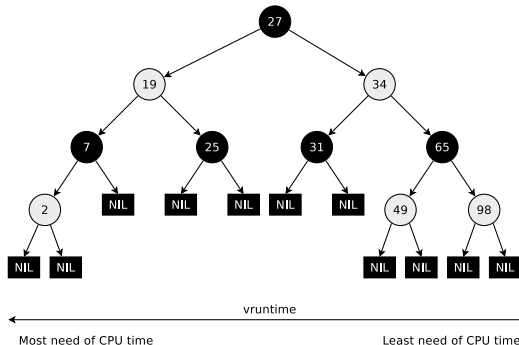 27
19
34
7
25
31
65
NIL
NIL
NIL
NIL
NIL
2
49
98
NIL
NIL
NIL
NIL
NIL
NIL
vruntime
Most need of CPU time
Least need of CPU time